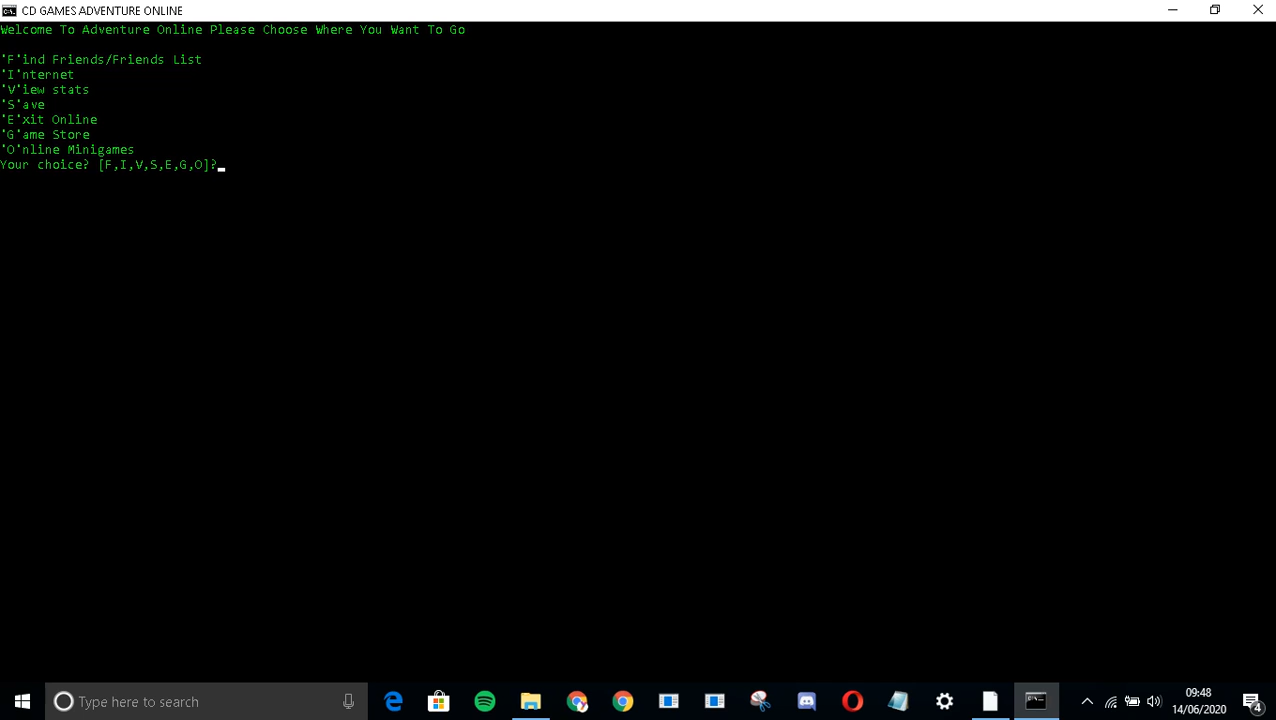 CD GAMES ADVENTURE ONLINE
Welcome To Adventure Online Please Choose Where You Want To Go
'F'ind Friends/Friends List
'I'nternet
'V'iew stats
'S'ave
'E'xit Online
'G'ame Store
'O'nline Minigames
Your choice? [F,I,V,S,E,G,O]?
Type here to search
09:48
14/06/2020
4